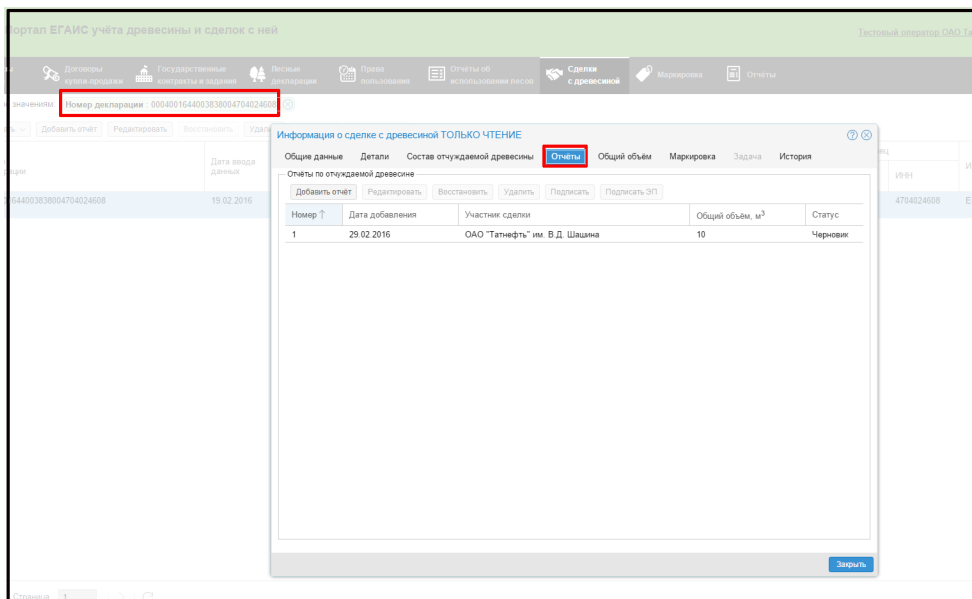 Портал ЕГАИС учёта древесины и сделок с ней
Тестовый оператор ОАО Та
Договоры купли-продажи
Государственные контракты и задания
Лесные декларации
Права пользования
Отчёты об использовании лесов
Сделки с древесиной
Маркировка
Отчёты
значениям:
Номер декларации : 0004001644003838004704024608
Добавить отчёт Редактировать Восстановить
Информация о сделке с древесиной ТОЛЬКО ЧТЕНИЕ
Общие данные Детали Состав отчуждаемой древесины Отчёты Общий объём Маркировка Задача История
Дата ввода данных
ИНН
1644003838004704024608 19.02.2016
4704024608
Отчёты по отчуждаемой древесине
Добавить отчёт Редактировать Восстановить Удалить Подписать Подписать ЭП
Номер ↑ Дата добавления Участник сделки Общий объём, м³ Статус
1 29.02.2016 ОАО "Татнефть" им. В.Д. Шашина 10 Черновик
Закрыть
Страница 1